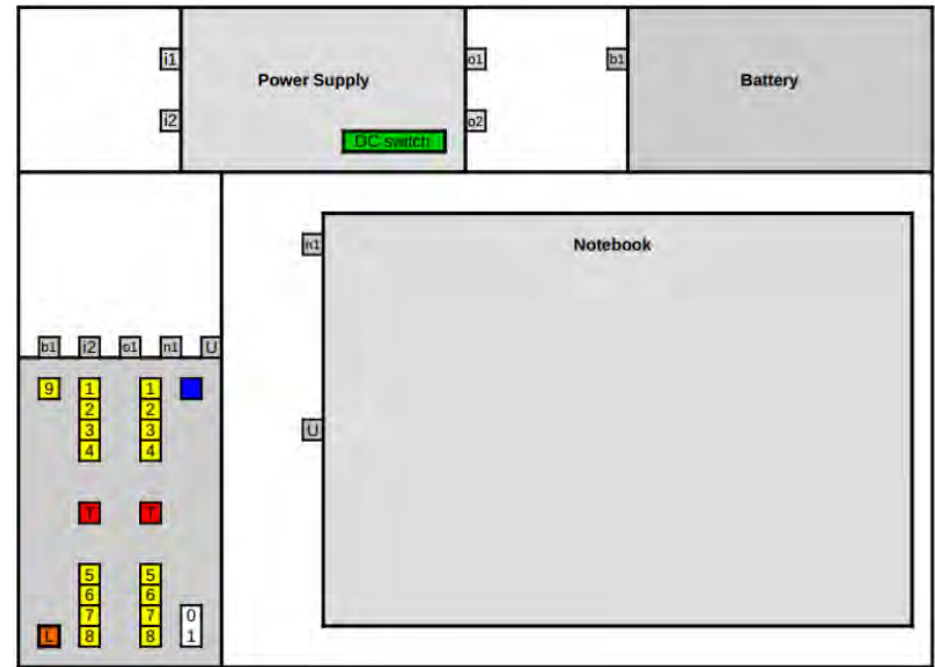 i1
Power Supply
o1
b1
Battery
i2
o2
DC switch
n1
Notebook
U
b1
i2
o1
n1
U
9
1
1
2
2
3
3
4
4
T
T
5
5
6
6
7
7
0
L
8
8
1